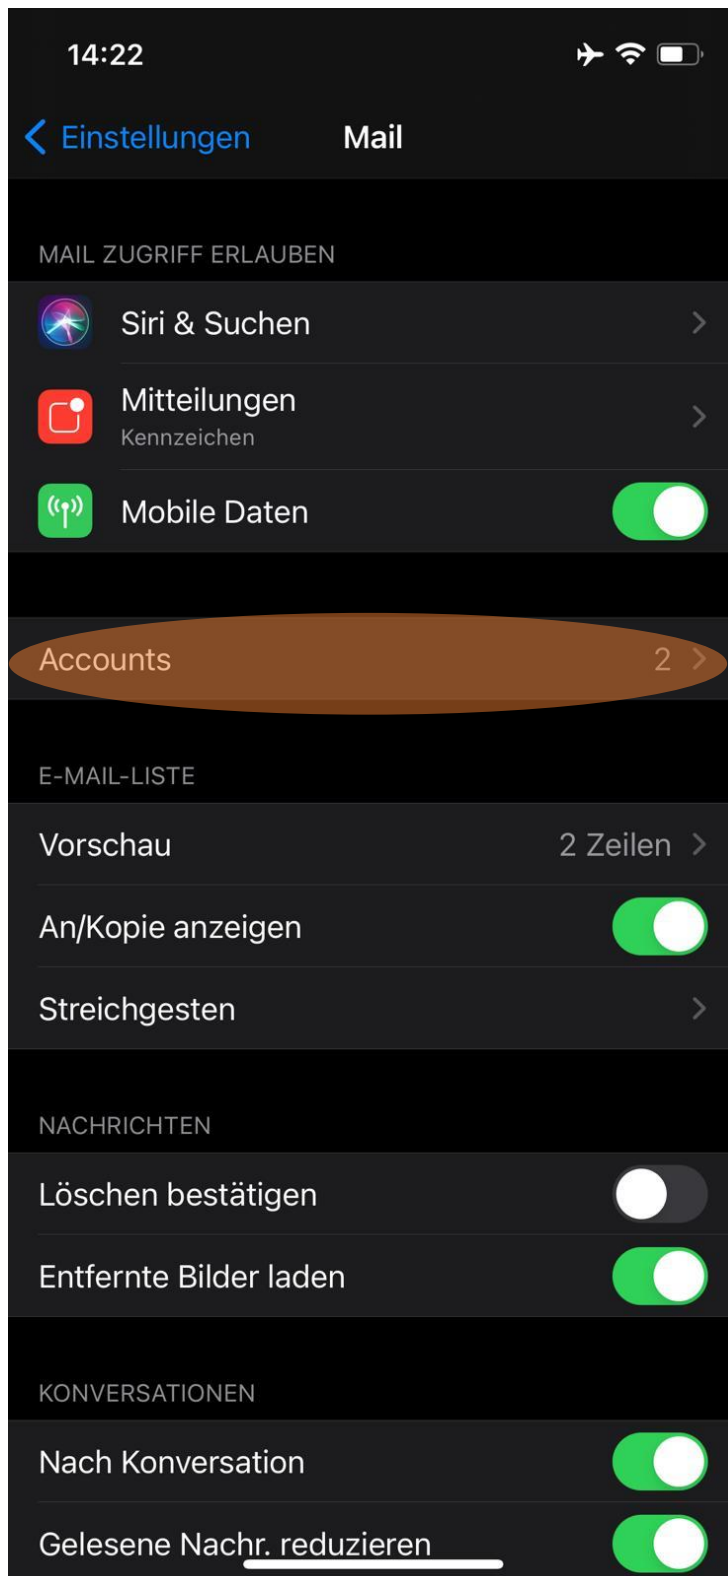 14:22
Einstellungen Mail
MAIL ZUGRIFF ERLAUBEN
Siri & Suchen
Mitteilungen
Kennzeichen
Mobile Daten
Accounts 2
E-MAIL-LISTE
Vorschau 2 Zeilen
An/Kopie anzeigen
Streichgesten
NACHRICHTEN
Löschen bestätigen
Entfernte Bilder laden
KONVERSATIONEN
Nach Konversation
Gelesene Nachr. reduzieren